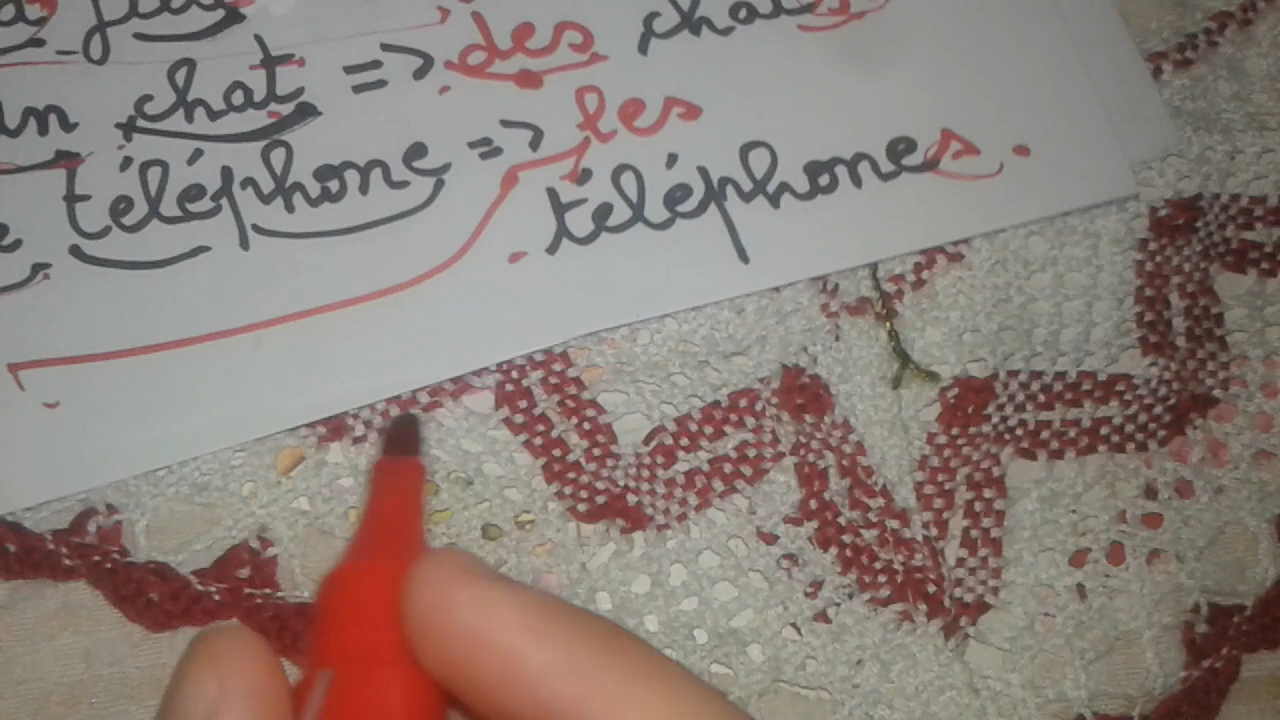 un chat => des chats
téléphone => les
téléphones.